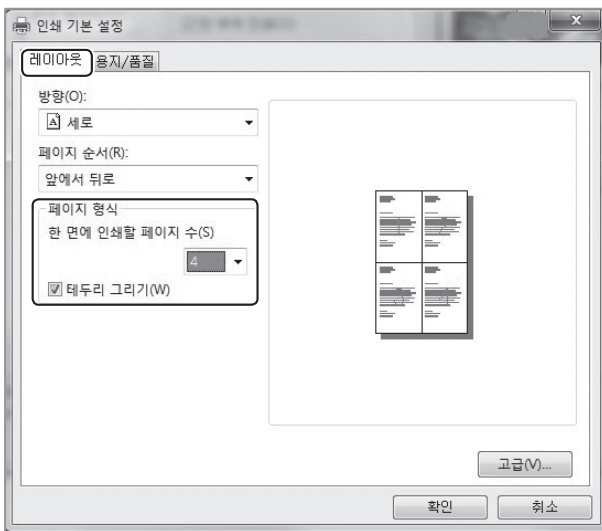 인쇄 기본 설정
레이아웃 용지/품질
방향(O):
세로
페이지 순서(R):
앞에서 뒤로
페이지 형식
한 면에 인쇄할 페이지 수(S)
4
테두리 그리기(W)
고급(V)...
확인 취소